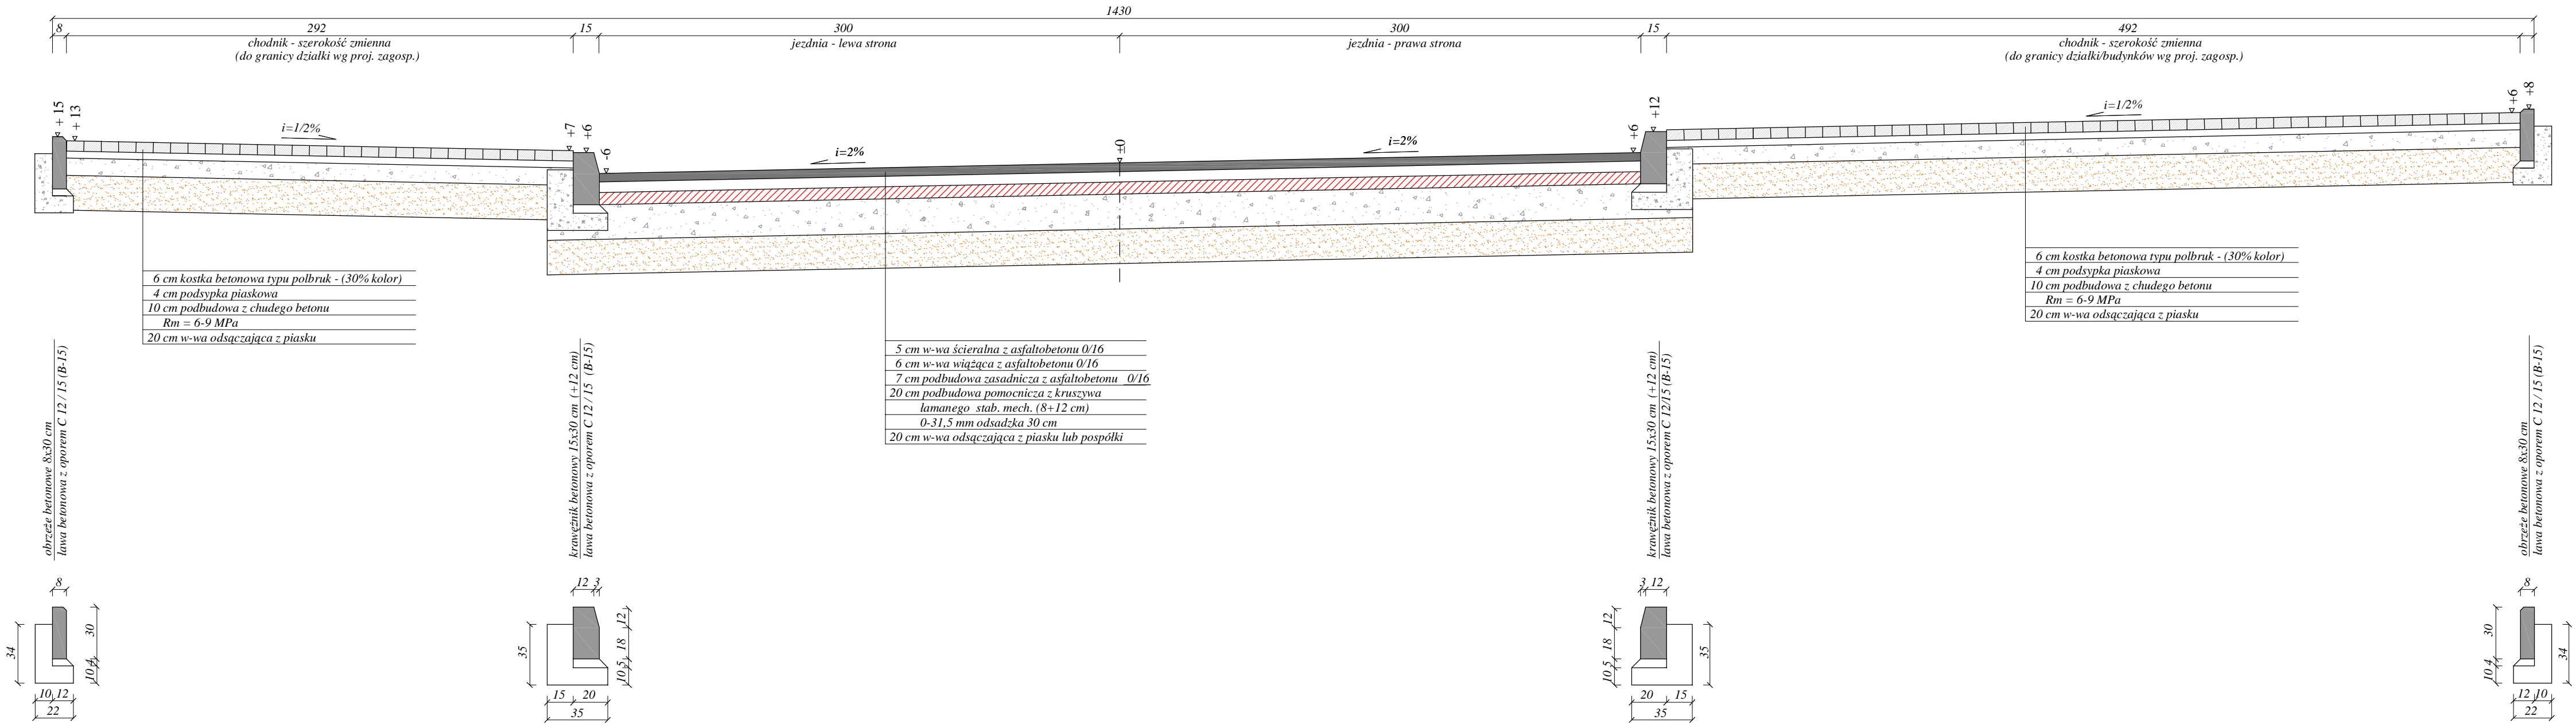 1430
8
292
15
300
300
15
492
chodnik - szerokość zmienna
(do granicy działki wg proj. zagosp.)
jezdnia - lewa strona
jezdnia - prawa strona
chodnik - szerokość zmienna
(do granicy działki/budynków wg proj. zagosp.)
+ 15
+ 13
i=1/2%
+7
+6
-6
i=2%
±0
i=2%
+6
+12
i=1/2%
+6
+8
6 cm kostka betonowa typu polbruk - (30% kolor)
4 cm podsypka piaskowa
10 cm podbudowa z chudego betonu
Rm = 6-9 MPa
20 cm w-wa odsączająca z piasku
5 cm w-wa ścieralna z asfaltobetonu 0/16
6 cm w-wa wiążąca z asfaltobetonu 0/16
7 cm podbudowa zasadnicza z asfaltobetonu 0/16
20 cm podbudowa pomocnicza z kruszywa
łamanego stab. mech. (8+12 cm)
0-31,5 mm odsadzka 30 cm
20 cm w-wa odsączająca z piasku lub pospółki
6 cm kostka betonowa typu polbruk - (30% kolor)
4 cm podsypka piaskowa
10 cm podbudowa z chudego betonu
Rm = 6-9 MPa
20 cm w-wa odsączająca z piasku
obrzeże betonowe 8x30 cm
ława betonowa z oporem C 12 / 15 (B-15)
krawężnik betonowy 15x30 cm (+12 cm)
ława betonowa z oporem C 12 / 15 (B-15)
krawężnik betonowy 15x30 cm (+12 cm)
ława betonowa z oporem C 12/15 (B-15)
obrzeże betonowe 8x30 cm
ława betonowa z oporem C 12 / 15 (B-15)
8
34
30
4
10
10 12
22
12 3
35
12
18
5
10
15 20
35
3 12
12
18
5
10
35
20 15
35
8
30
4
10
34
12 10
22